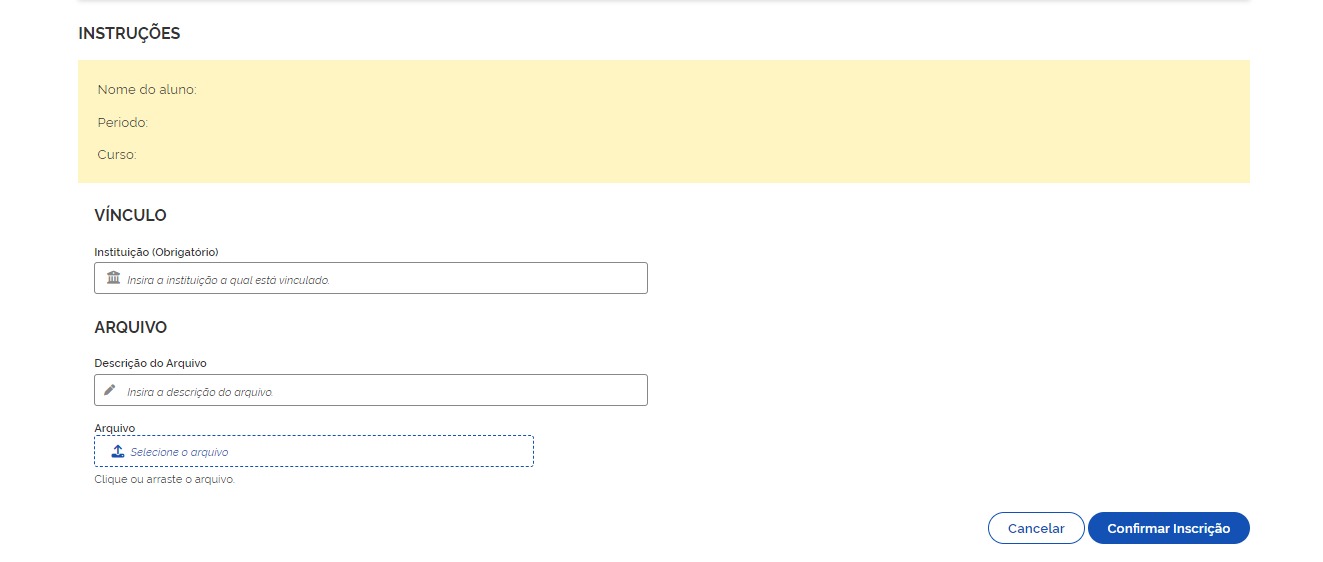 INSTRUÇÕES
Nome do aluno:
Periodo:
Curso:
VÍNCULO
Instituição (Obrigatório)
Insira a instituição a qual está vinculado.
ARQUIVO
Descrição do Arquivo
Insira a descrição do arquivo.
Arquivo
Selecione o arquivo
Clique ou arraste o arquivo.
Cancelar Confirmar Inscrição